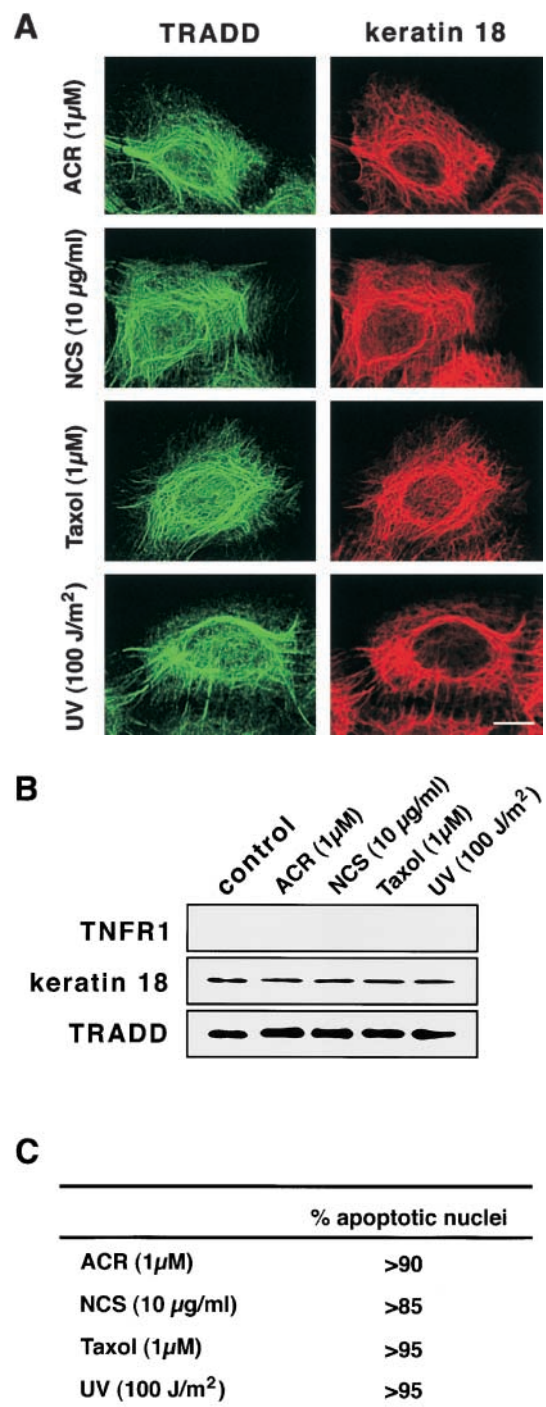 A
TRADD keratin 18
ACR (1μM)
NCS (10 μg/ml)
Taxol (1μM)
UV (100 J/m²)
B
control ACR (1μM) NCS (10 μg/ml) Taxol (1μM) UV (100 J/m²)
TNFR1
keratin 18
TRADD
C
% apoptotic nuclei
ACR (1μM) >90
NCS (10 μg/ml) >85
Taxol (1μM) >95
UV (100 J/m²) >95